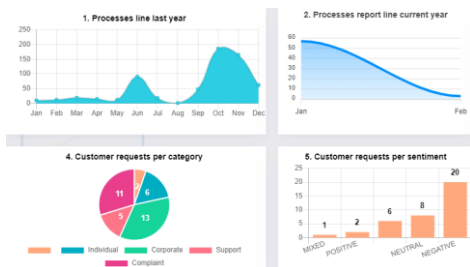 1. Processes line last year
250
200
150
100
50
0
Jan Feb Mar Apr May Jun Jul Aug Sep Oct Nov Dec
2. Processes report line current year
60
50
40
30
20
10
0
Jan Feb
4. Customer requests per category
2
6
13
5
11
Individual Corporate Support
Complaint
5. Customer requests per sentiment
25
20
15
10
5
0
1 2 6 8 20
MIXED POSITIVE NEUTRAL NEGATIVE